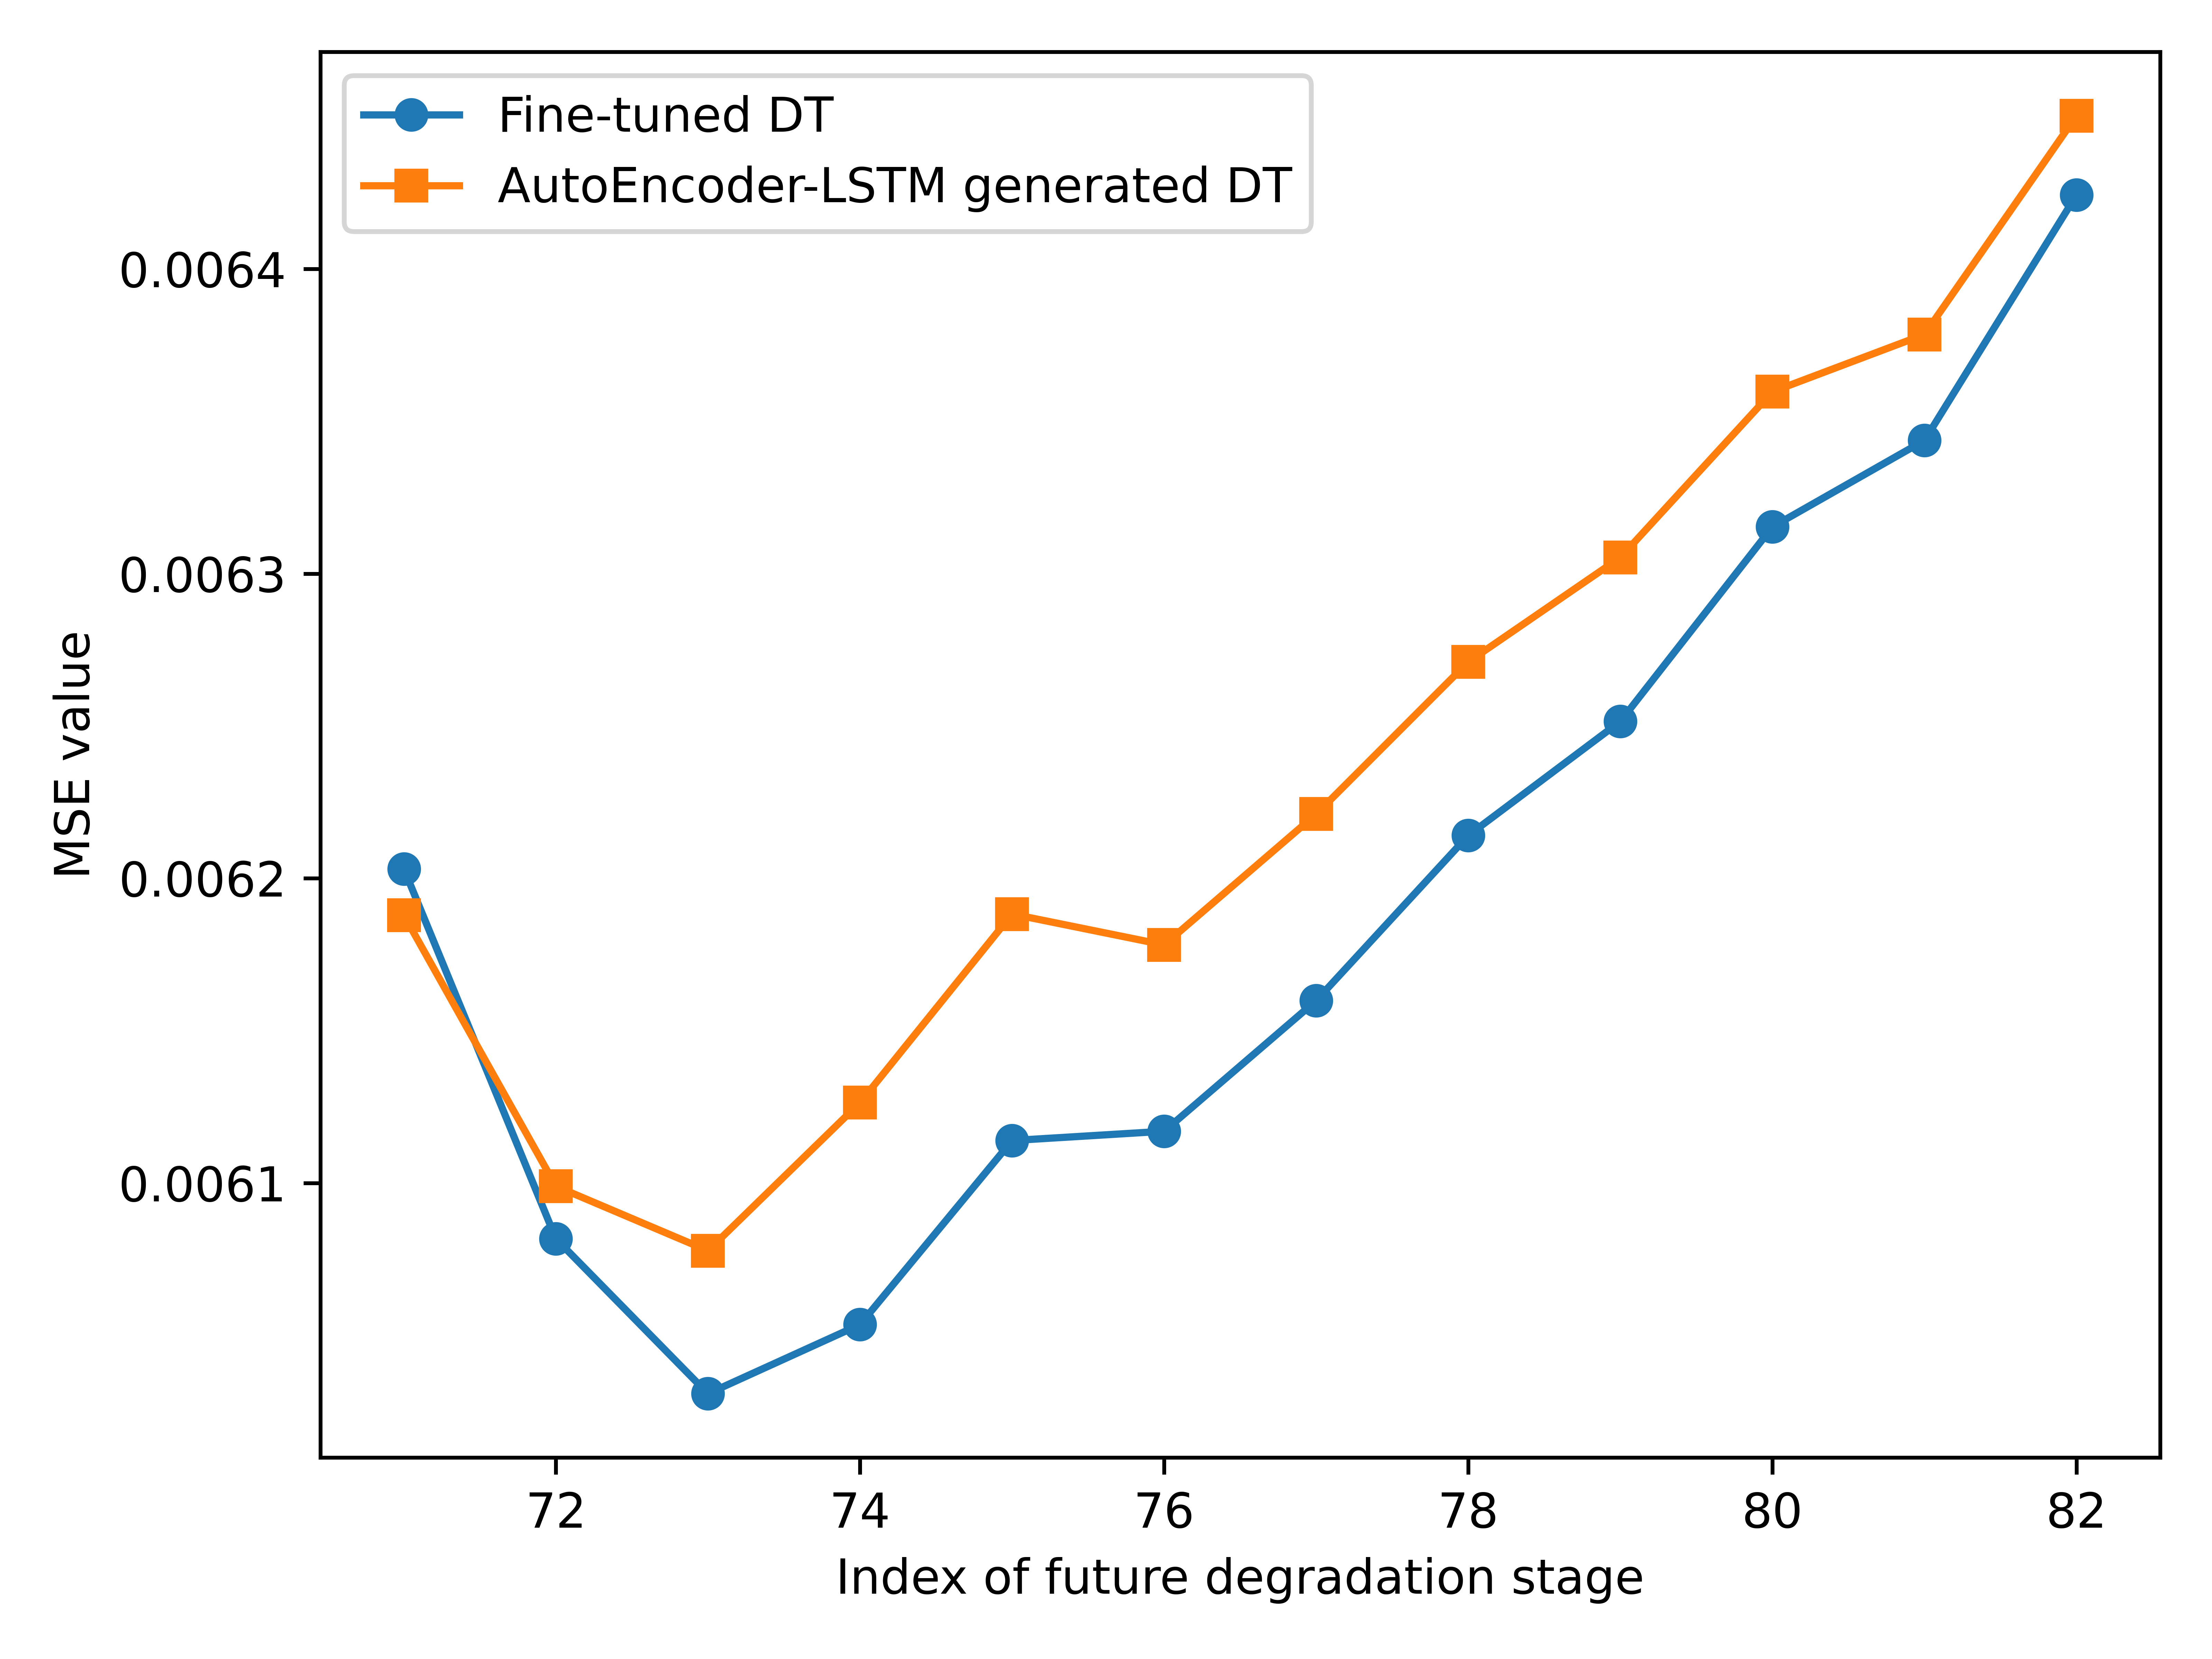 Fine-tuned DT
AutoEncoder-LSTM generated DT
0.0064
0.0063
0.0062
0.0061
MSE value
72 74 76 78 80 82
Index of future degradation stage